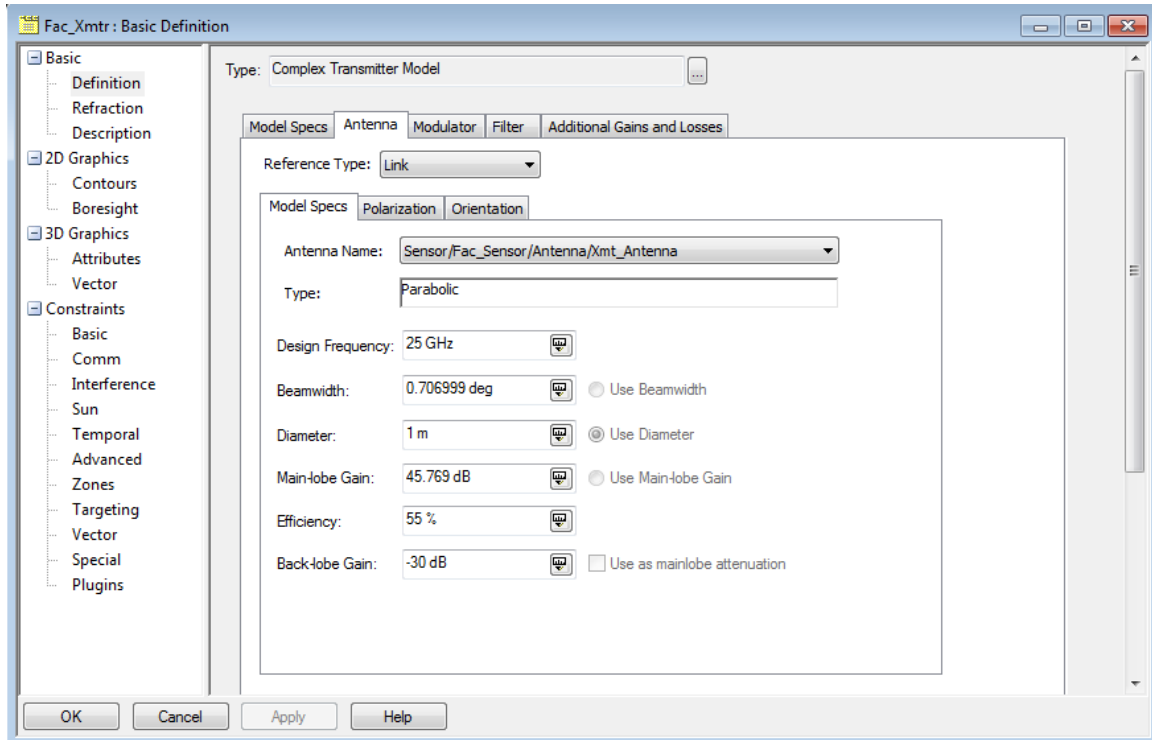 Fac_Xmtr : Basic Definition
Basic
Definition
Refraction
Description
2D Graphics
Contours
Boresight
3D Graphics
Attributes
Vector
Constraints
Basic
Comm
Interference
Sun
Temporal
Advanced
Zones
Targeting
Vector
Special
Plugins
Type: Complex Transmitter Model ...
Model Specs Antenna Modulator Filter Additional Gains and Losses
Reference Type: Link
Model Specs Polarization Orientation
Antenna Name: Sensor/Fac_Sensor/Antenna/Xmt_Antenna
Type: Parabolic
Design Frequency: 25 GHz
Beamwidth: 0.706999 deg Use Beamwidth
Diameter: 1 m Use Diameter
Main-lobe Gain: 45.769 dB Use Main-lobe Gain
Efficiency: 55 %
Back-lobe Gain: -30 dB Use as mainlobe attenuation
OK Cancel Apply Help